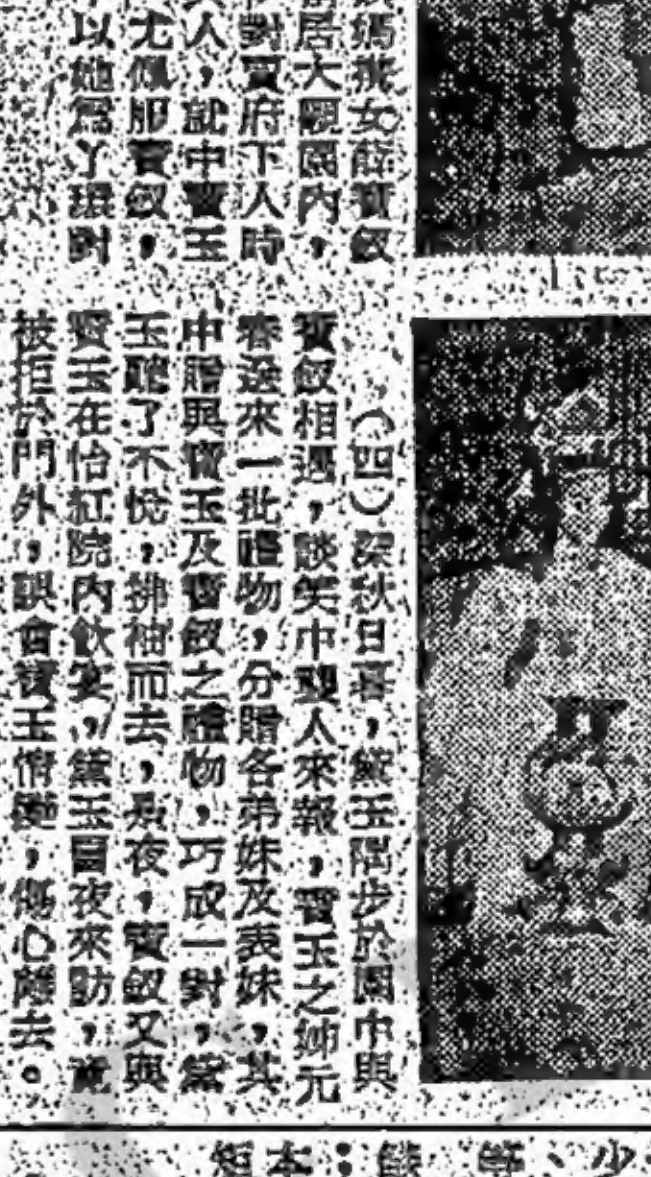 媽攜女薛寶釵
居大觀園內，
對賈府下人時
人，就中寶玉
尤佩服寶釵，
以她為丫環對
（四）深秋日暮，黛玉閒步於園中與
寶釵相遇，談笑中䕶人來報，寶玉之姊元
春送來一批禮物，分贈各弟妹及表妹，其
中贈與寶玉及寶釵之禮物，巧成一對，黛
玉聽了不悅，拂袖而去，是夜，寶釵又與
寶玉在怡紅院內飲宴，黛玉冒夜來訪，竟
被拒於門外，誤會寶玉情變，傷心離去。